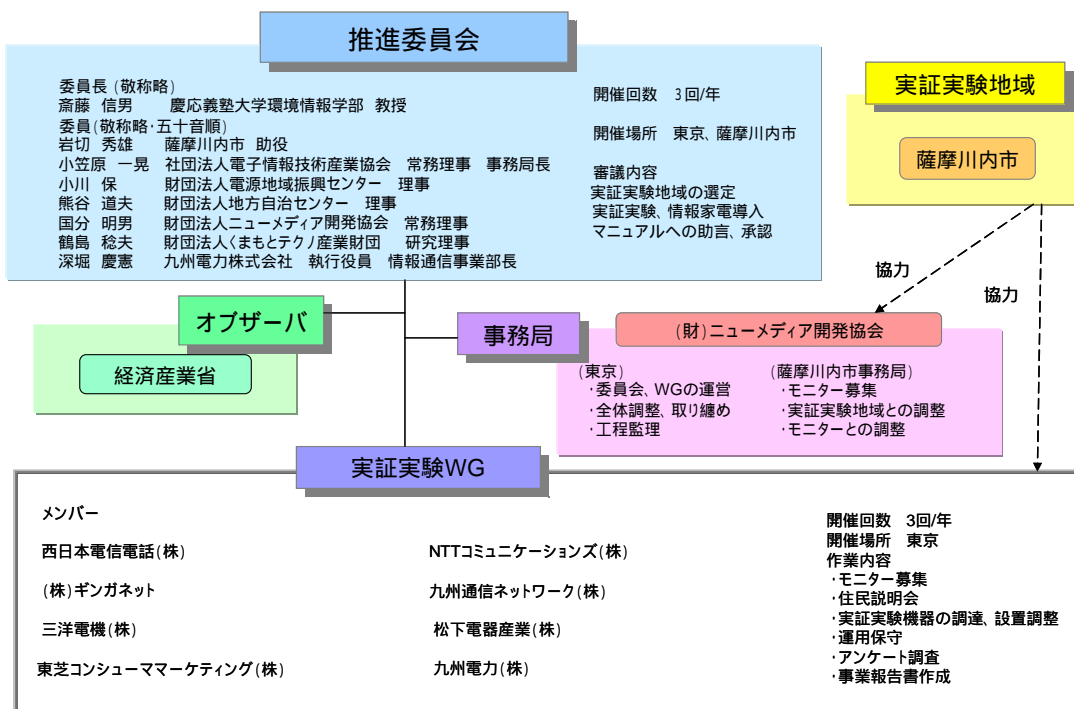 推進委員会
委員長 (敬称略)
斎藤 信男 慶応義塾大学環境情報学部 教授
委員(敬称略・五十音順)
岩切 秀雄 薩摩川内市 助役
小笠原 一晃 社団法人電子情報技術産業協会 常務理事 事務局長
小川 保 財団法人電源地域振興センター 理事
熊谷 道夫 財団法人地方自治センター 理事
国分 明男 財団法人ニューメディア開発協会 常務理事
鶴島 稔夫 財団法人くまもとテクノ産業財団 研究理事
深堀 慶憲 九州電力株式会社 執行役員 情報通信事業部長
開催回数 3回/年
開催場所 東京、薩摩川内市
審議内容
実証実験地域の選定
実証実験、情報家電導入
マニュアルへの助言、承認
実証実験地域
薩摩川内市
協力
協力
オブザーバ
経済産業省
事務局
(財)ニューメディア開発協会
(東京)
・委員会、WGの運営
・全体調整、取り纏め
・工程監理
(薩摩川内市事務局)
・モニター募集
・実証実験地域との調整
・モニターとの調整
実証実験WG
メンバー
西日本電信電話(株)
(株)ギンガネット
三洋電機(株)
東芝コンシューママーケティング(株)
NTTコミュニケーションズ(株)
九州通信ネットワーク(株)
松下電器産業(株)
九州電力(株)
開催回数 3回/年
開催場所 東京
作業内容
・モニター募集
・住民説明会
・実証実験機器の調達、設置調整
・運用保守
・アンケート調査
・事業報告書作成